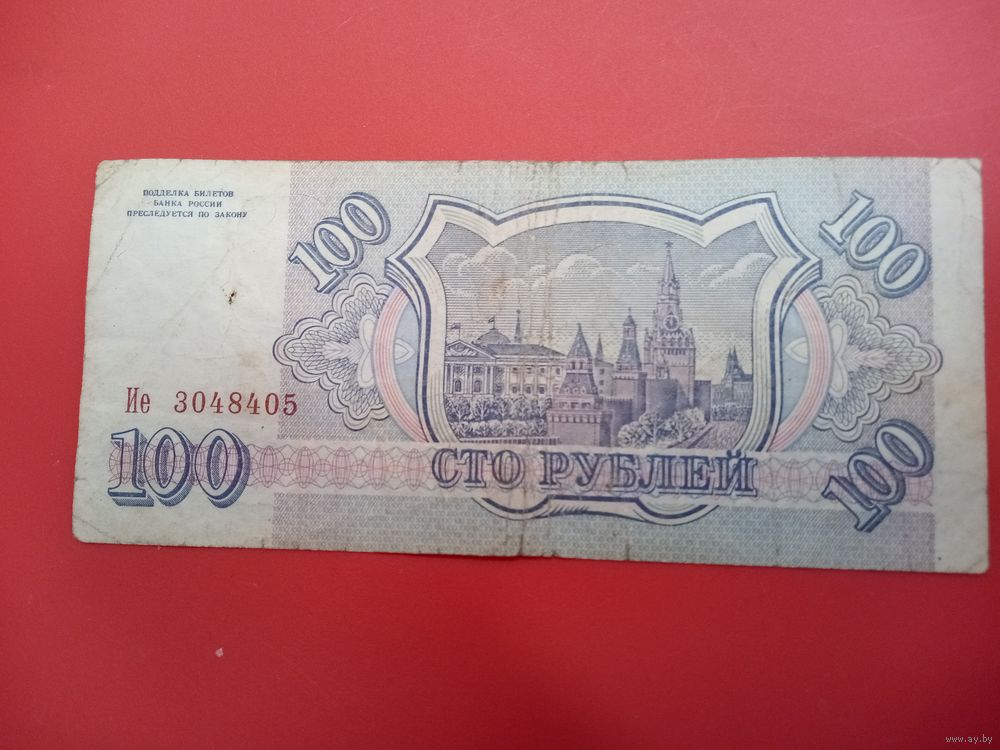 ПОДДЕЛКА БИЛЕТОВ
БАНКА РОССИИ
ПРЕСЛЕДУЕТСЯ ПО ЗАКОНУ
100
100
Ие 3048405
100
СТО РУБЛЕЙ
100
www.ay.by